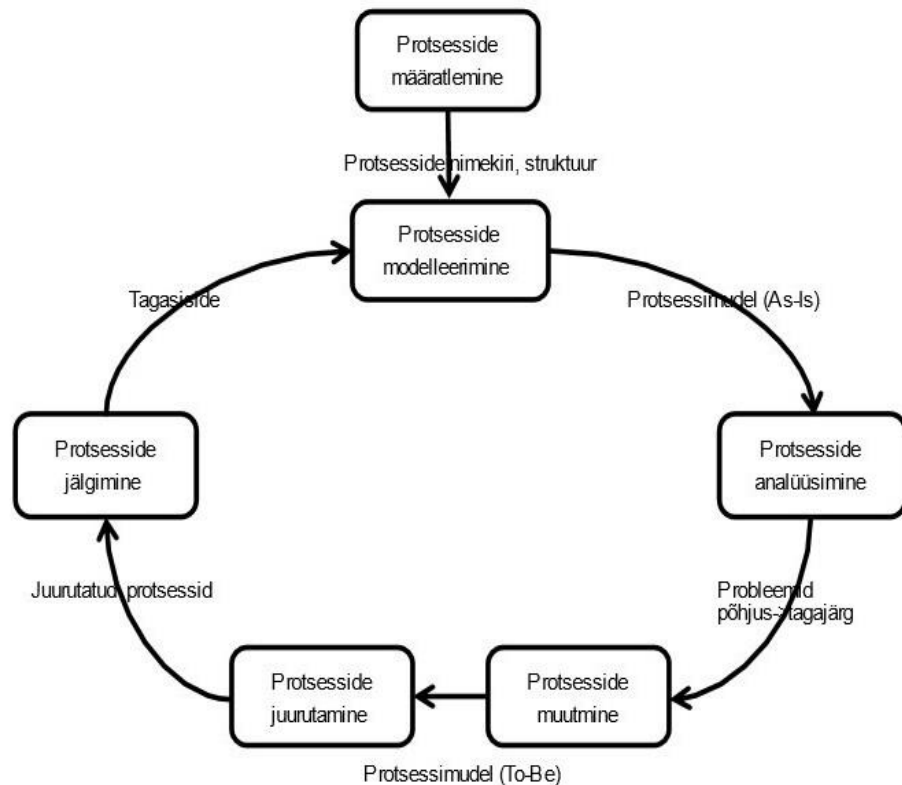 Protsesside
määratlemine
Protsesside nimekiri, struktuur
Protsesside
modelleerimine
Tagasiside
Protsessimudel (As-Is)
Protsesside
jälgimine
Protsesside
analüüsimine
Juurutatud protsessid
Probleemid
põhjus->tagajärg
Protsesside
juurutamine
Protsesside
muutmine
Protsessimudel (To-Be)